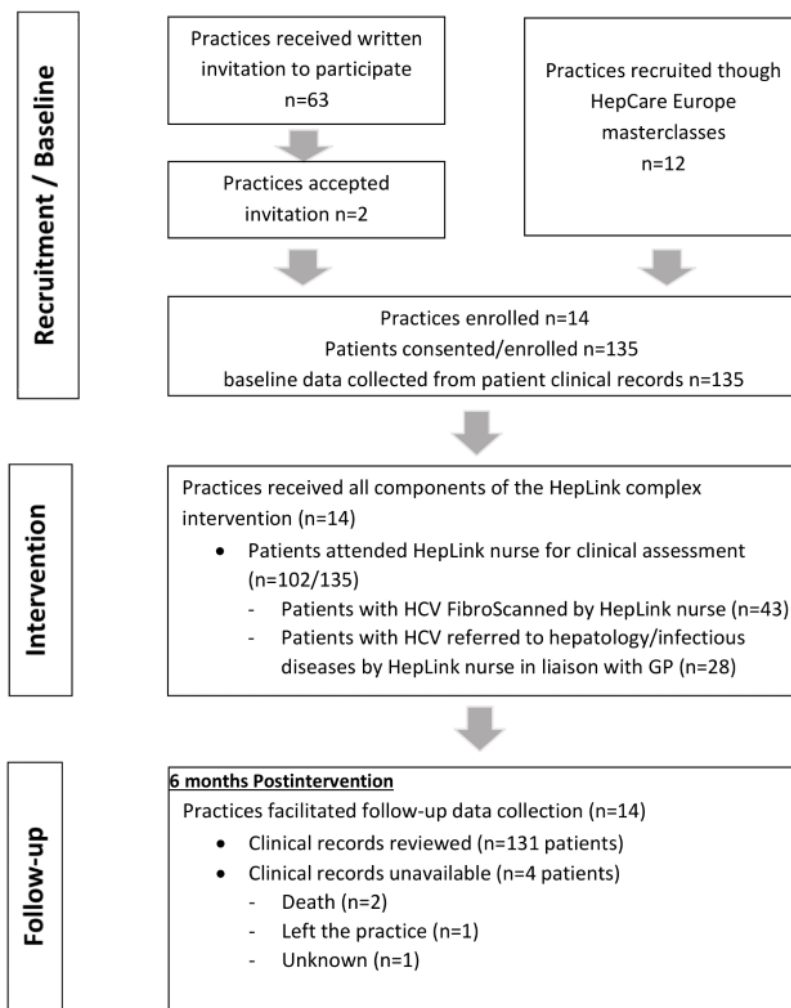 Recruitment / Baseline
Practices received written
invitation to participate
n=63
Practices recruited though
HepCare Europe
masterclasses
n=12
Practices accepted
invitation n=2
Practices enrolled n=14
Patients consented/enrolled n=135
baseline data collected from patient clinical records n=135
Intervention
Practices received all components of the HepLink complex
intervention (n=14)
• Patients attended HepLink nurse for clinical assessment
(n=102/135)
- Patients with HCV FibroScanned by HepLink nurse (n=43)
- Patients with HCV referred to hepatology/infectious
diseases by HepLink nurse in liaison with GP (n=28)
Follow-up
6 months Postintervention
Practices facilitated follow-up data collection (n=14)
• Clinical records reviewed (n=131 patients)
• Clinical records unavailable (n=4 patients)
- Death (n=2)
- Left the practice (n=1)
- Unknown (n=1)